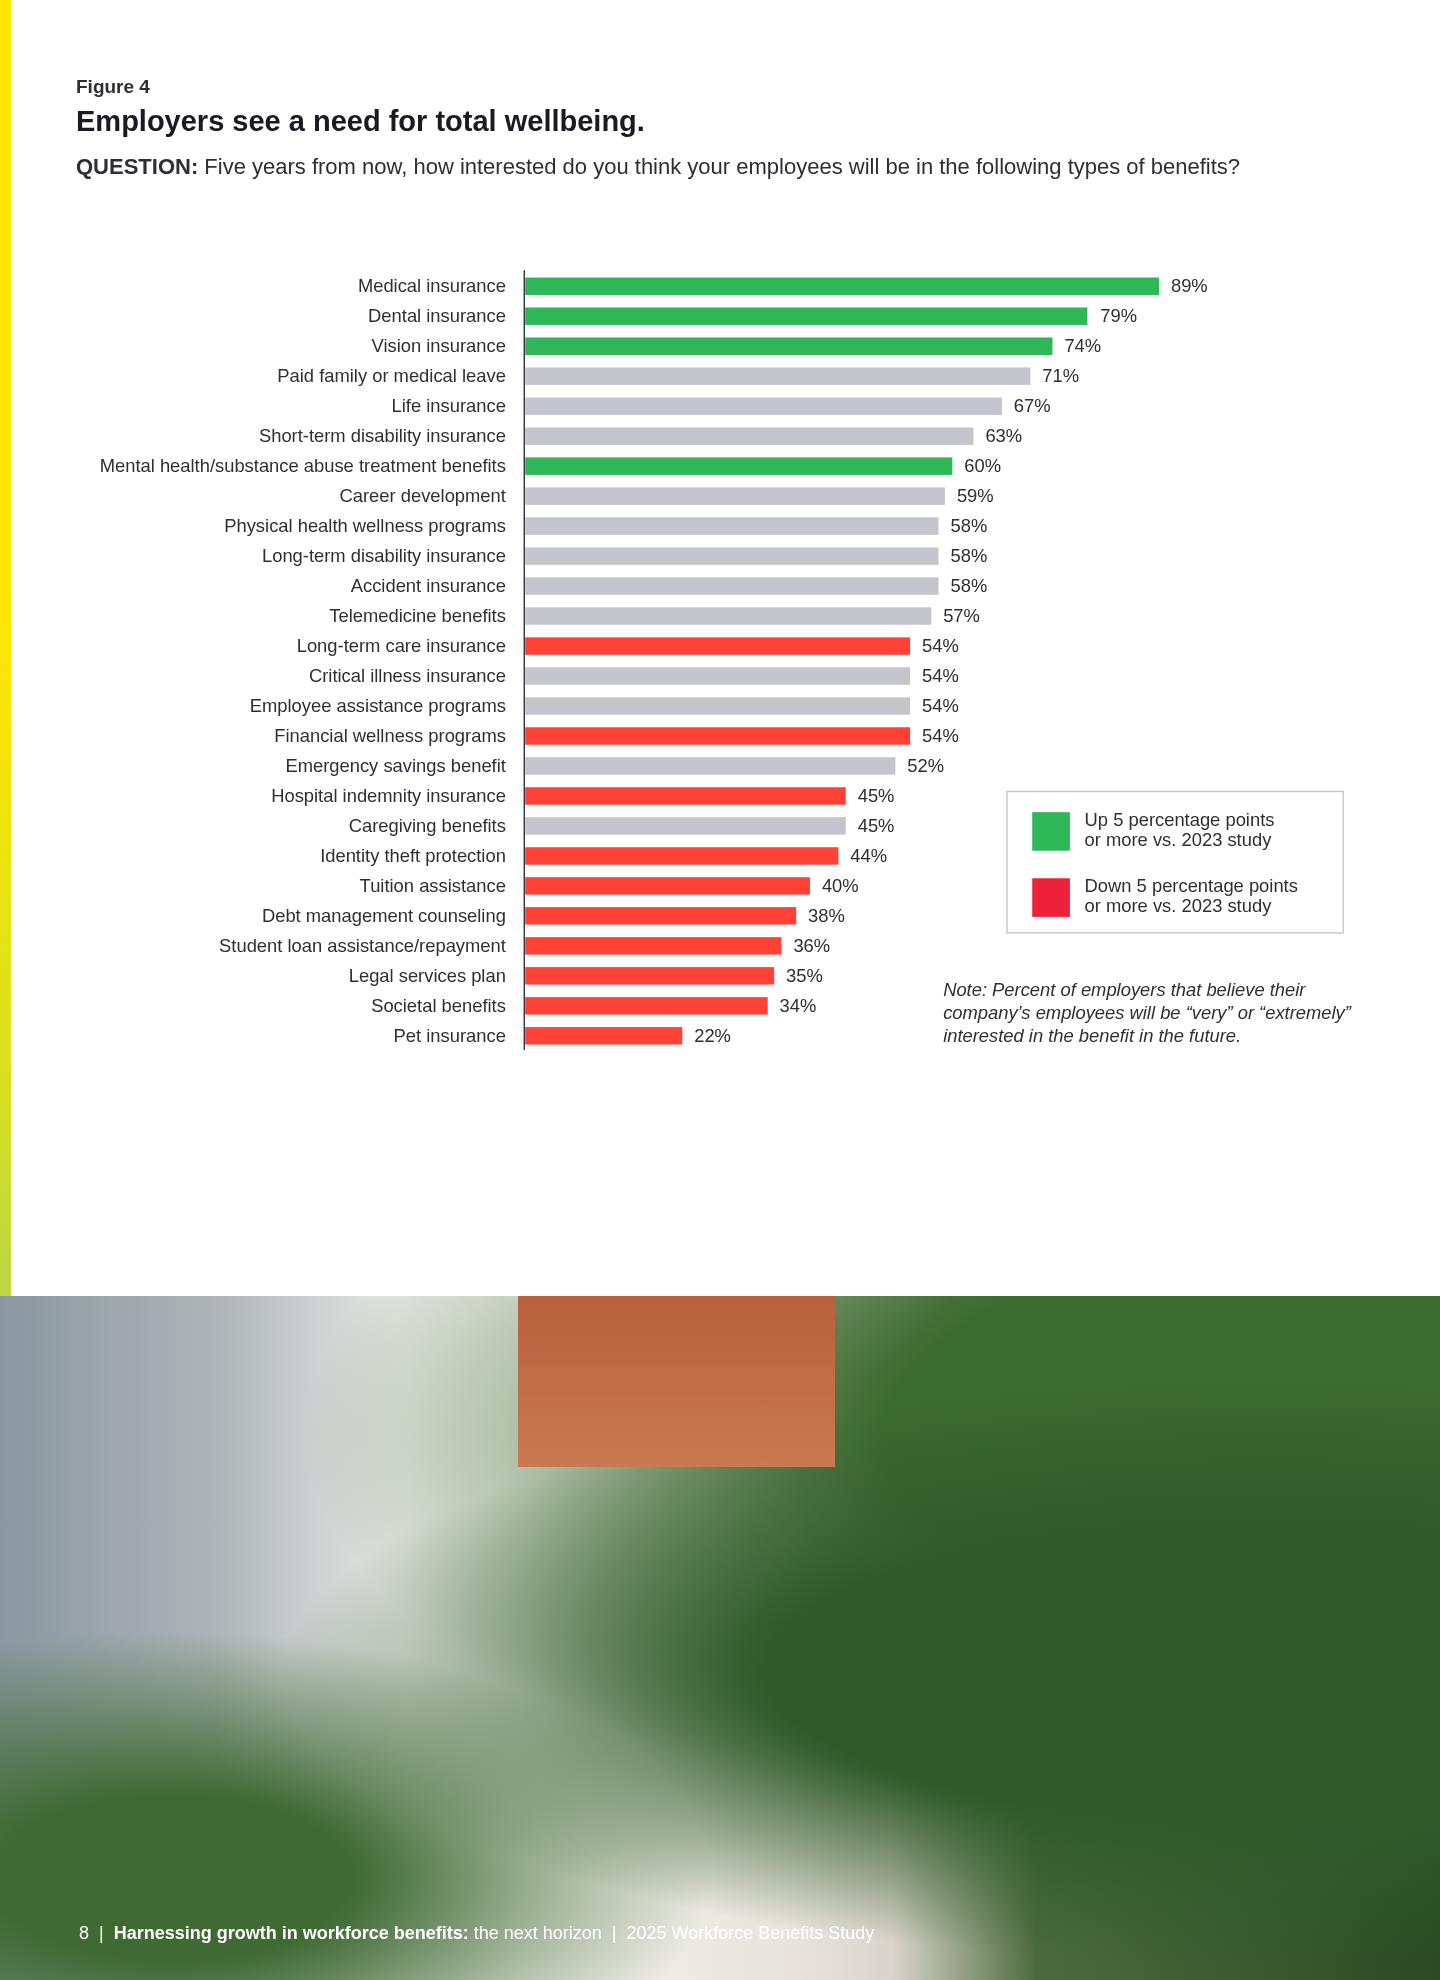 Figure 4
Employers see a need for total wellbeing.
QUESTION: Five years from now, how interested do you think your employees will be in the following types of benefits?
Medical insurance 89%
Dental insurance 79%
Vision insurance 74%
Paid family or medical leave 71%
Life insurance 67%
Short-term disability insurance 63%
Mental health/substance abuse treatment benefits 60%
Career development 59%
Physical health wellness programs 58%
Long-term disability insurance 58%
Accident insurance 58%
Telemedicine benefits 57%
Long-term care insurance 54%
Critical illness insurance 54%
Employee assistance programs 54%
Financial wellness programs 54%
Emergency savings benefit 52%
Hospital indemnity insurance 45%
Caregiving benefits 45%
Identity theft protection 44%
Tuition assistance 40%
Debt management counseling 38%
Student loan assistance/repayment 36%
Legal services plan 35%
Societal benefits 34%
Pet insurance 22%
Up 5 percentage points
or more vs. 2023 study
Down 5 percentage points
or more vs. 2023 study
Note: Percent of employers that believe their
company’s employees will be “very” or “extremely”
interested in the benefit in the future.
8 | Harnessing growth in workforce benefits: the next horizon | 2025 Workforce Benefits Study